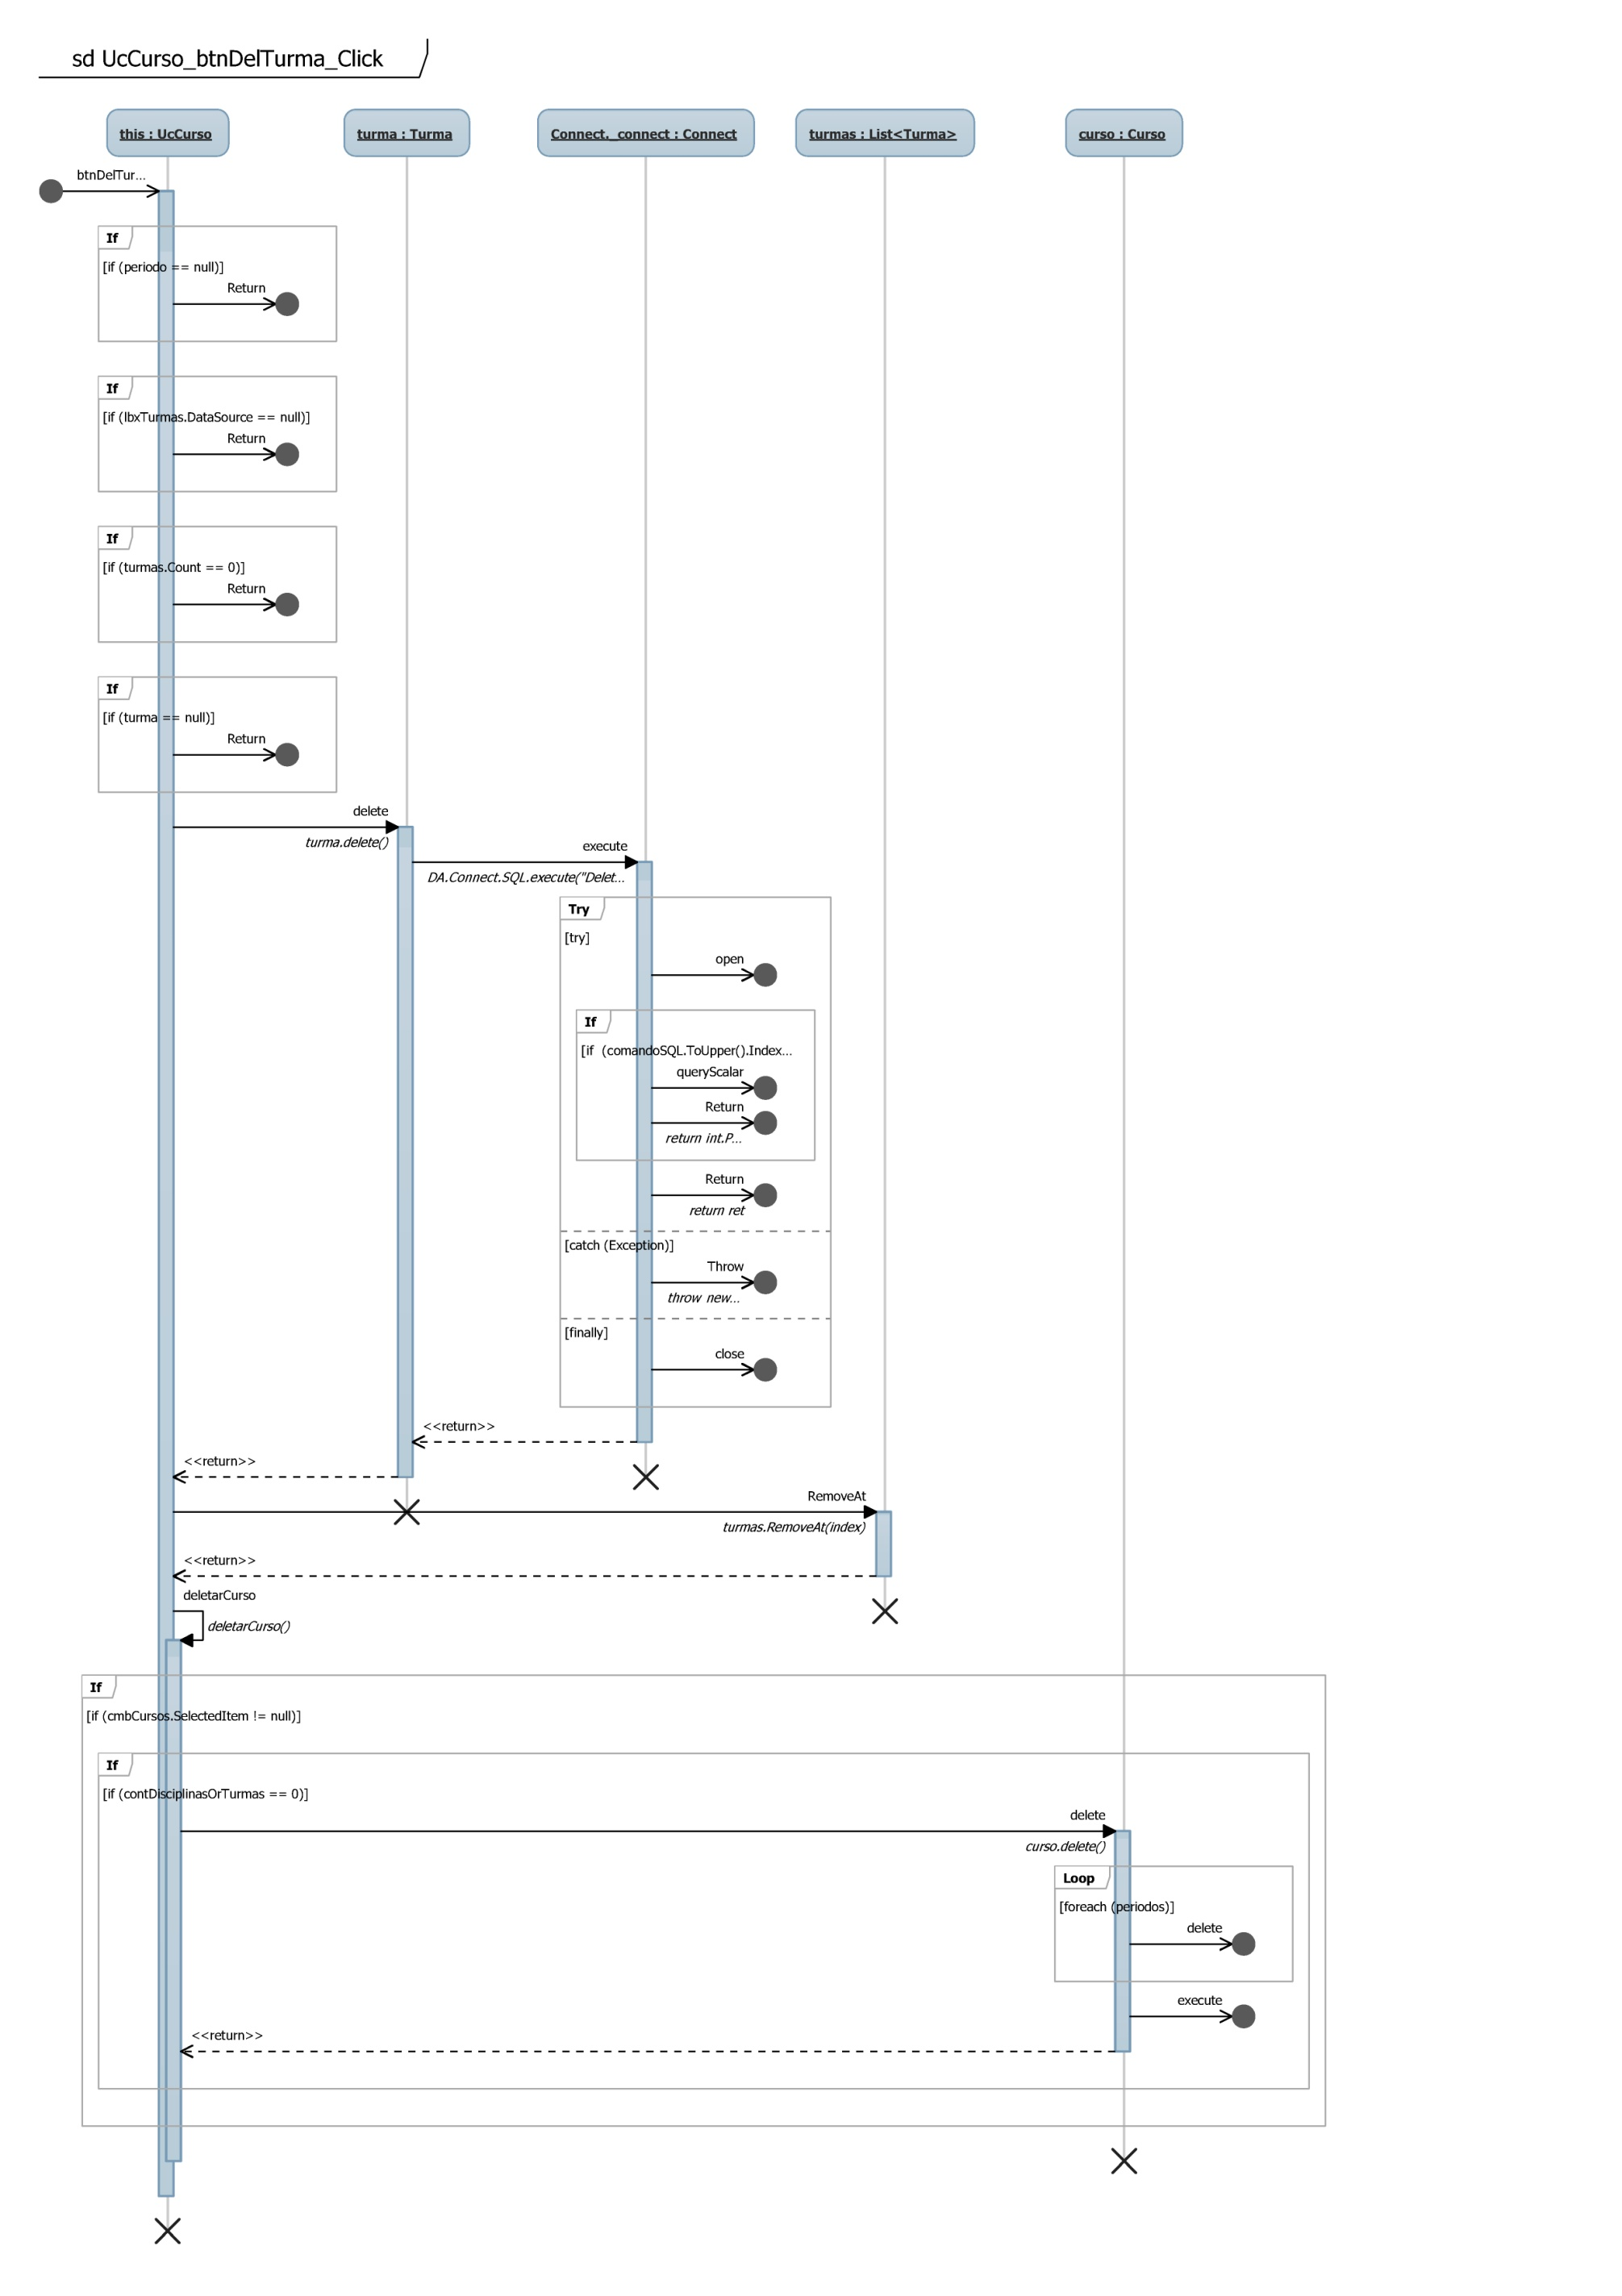 sd UcCurso_btnDelTurma_Click
this : UcCurso
turma : Turma
Connect._connect : Connect
turmas : List<Turma>
curso : Curso
btnDelTur...
If
[if (periodo == null)]
Return
If
[if (lbxTurmas.DataSource == null)]
Return
If
[if (turmas.Count == 0)]
Return
If
[if (turma == null)]
Return
delete
turma.delete()
execute
DA.Connect.SQL.execute("Delet...
Try
[try]
open
If
[if (comandoSQL.ToUpper().Index...
queryScalar
Return
return int.P...
Return
return ret
[catch (Exception)]
Throw
throw new...
[finally]
close
<<return>>
<<return>>
RemoveAt
turmas.RemoveAt(index)
<<return>>
deletarCurso
deletarCurso()
If
[if (cmbCursos.SelectedItem != null)]
If
[if (contDisciplinasOrTurmas == 0)]
delete
curso.delete()
Loop
[foreach (periodos)]
delete
execute
<<return>>